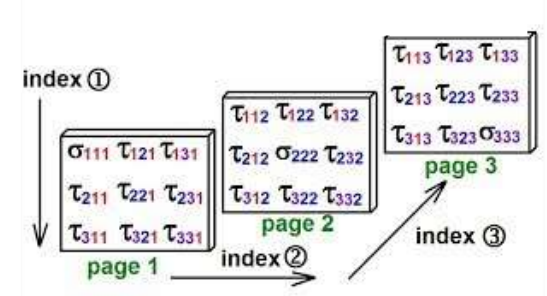 index ①
σ111 τ121 τ131
τ211 τ221 τ231
τ311 τ321 τ331
page 1
τ112 τ122 τ132
τ212 σ222 τ232
τ312 τ322 τ332
page 2
τ113 τ123 τ133
τ213 τ223 τ233
τ313 τ323 σ333
page 3
index ②
index ③